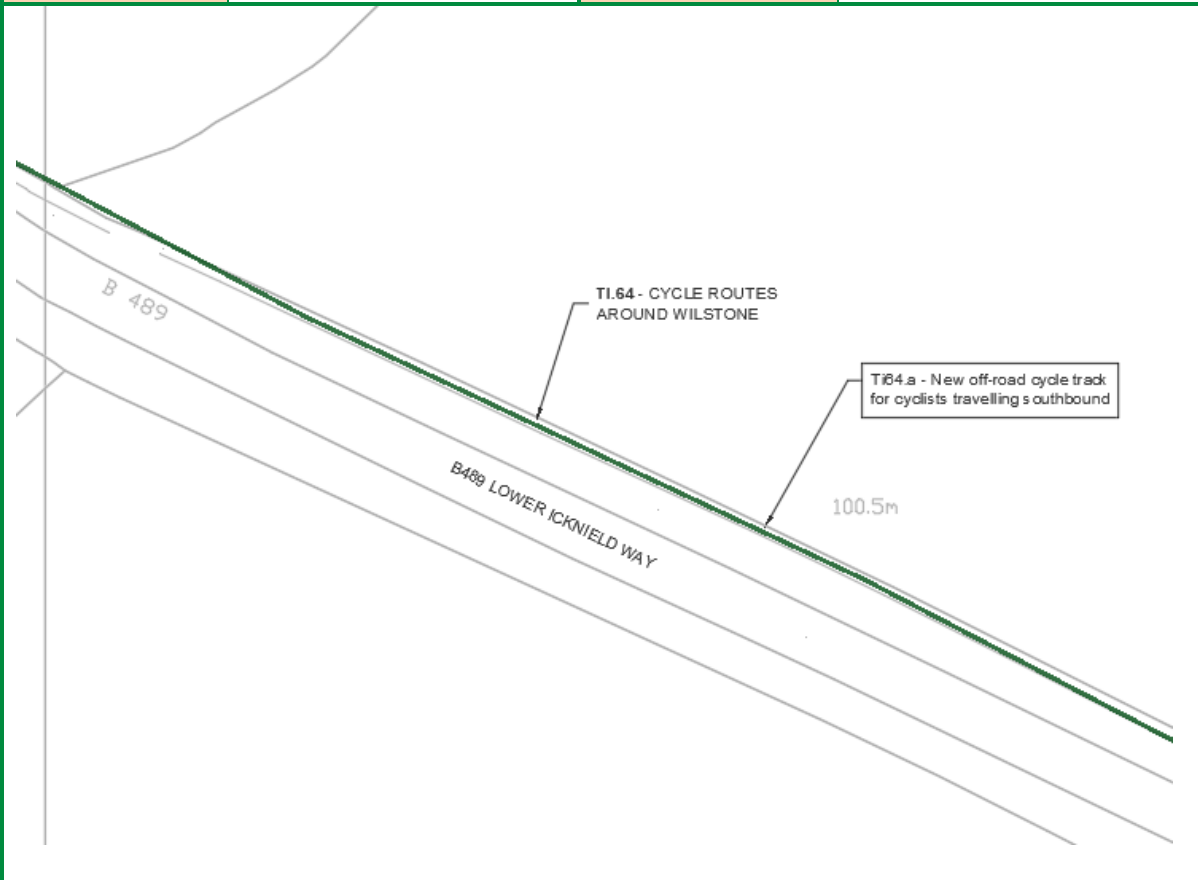 B 489
TI.64 - CYCLE ROUTES
AROUND WILSTONE
Ti64.a - New off-road cycle track
for cyclists travelling southbound
B489 LOWER ICKNIELD WAY
100.5m